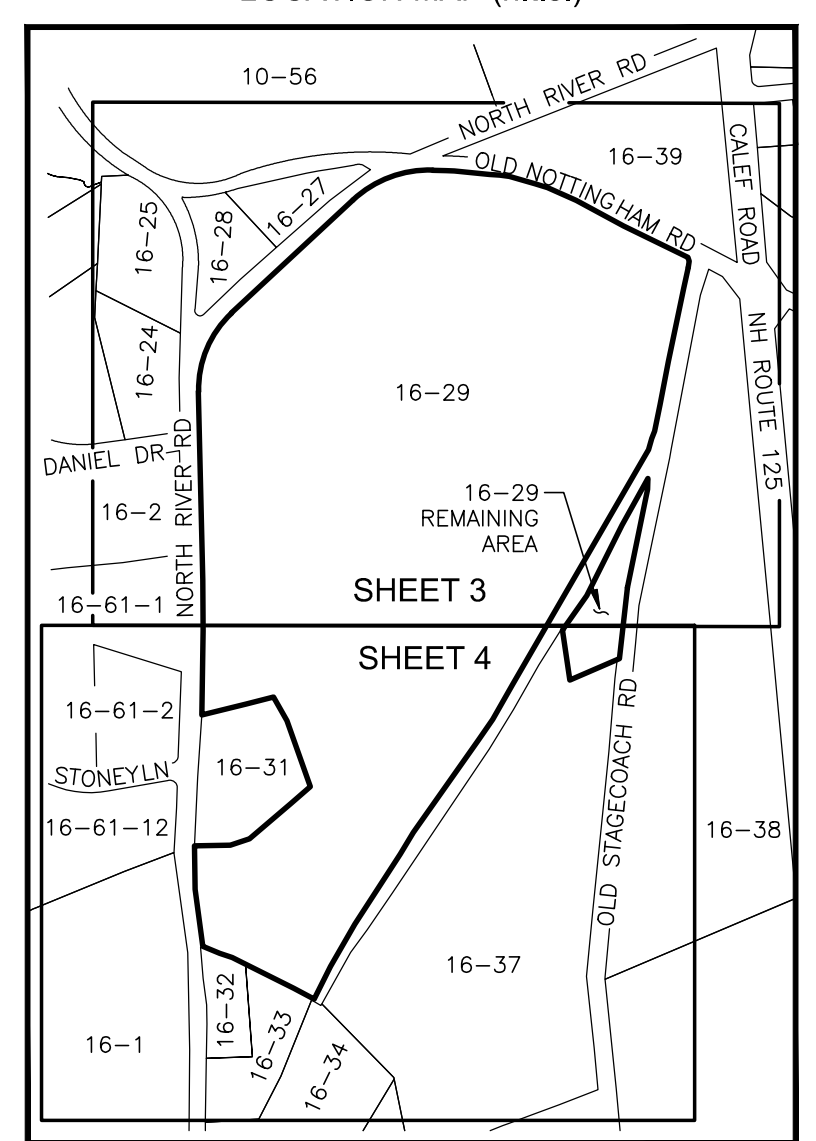 10-56
NORTH RIVER RD
OLD NOTTINGHAM RD
16-39
CALEF ROAD
16-25
16-28
16-27
16-24
16-29
NH ROUTE 125
DANIEL DR
NORTH RIVER RD
16-2
16-29
REMAINING
AREA
16-61-1
SHEET 3
SHEET 4
16-61-2
STONEY LN
16-31
16-61-12
OLD STAGECOACH RD
16-38
16-37
16-32
16-33
16-34
16-1